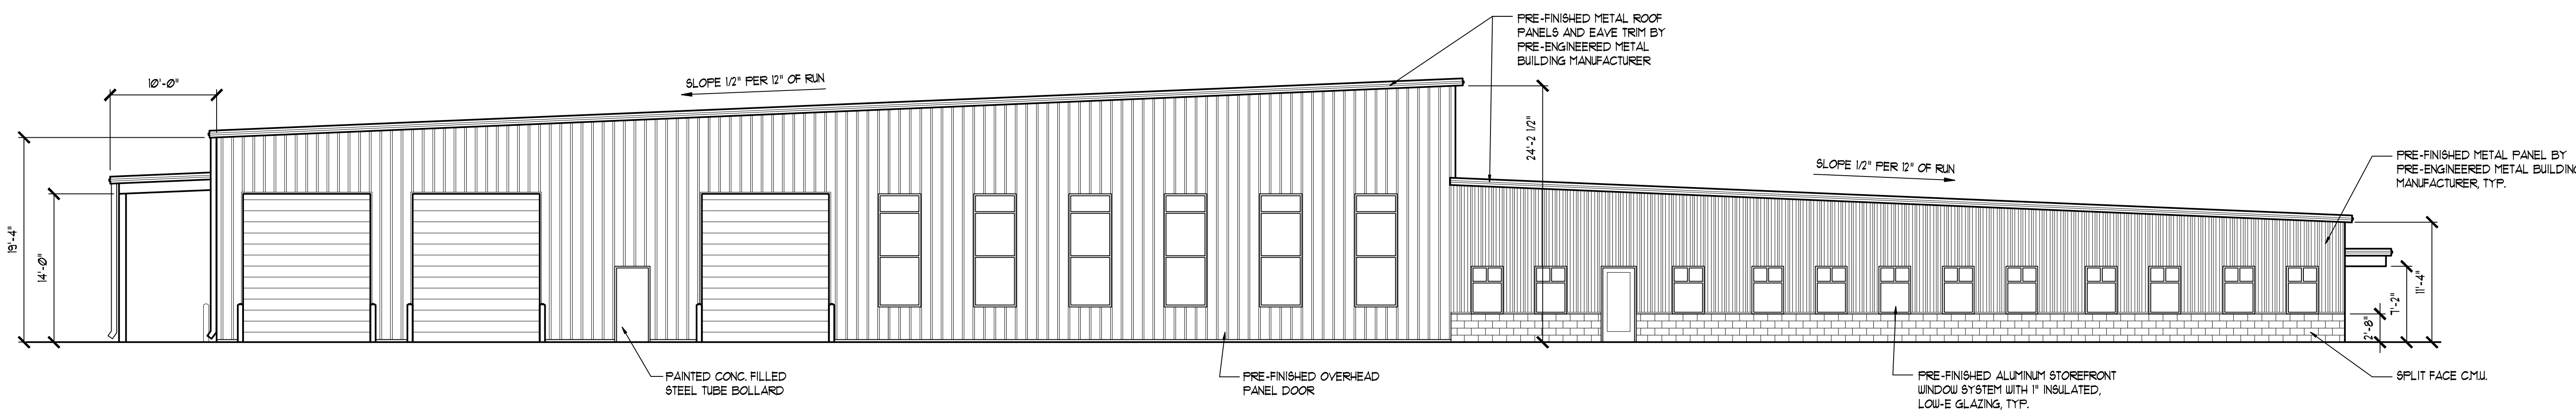 PRE-FINISHED METAL ROOF
PANELS AND EAVE TRIM BY
PRE-ENGINEERED METAL
BUILDING MANUFACTURER
10'-0"
SLOPE 1/2" PER 12" OF RUN
24'-2 1/2"
SLOPE 1/2" PER 12" OF RUN
PRE-FINISHED METAL PANEL BY
PRE-ENGINEERED METAL BUILDING
MANUFACTURER, TYP.
19'-4"
14'-0"
11'-4"
7'-2"
2'-8"
PAINTED CONC. FILLED
STEEL TUBE BOLLARD
PRE-FINISHED OVERHEAD
PANEL DOOR
PRE-FINISHED ALUMINUM STOREFRONT
WINDOW SYSTEM WITH 1" INSULATED,
LOW-E GLAZING, TYP.
SPLIT FACE C.M.U.